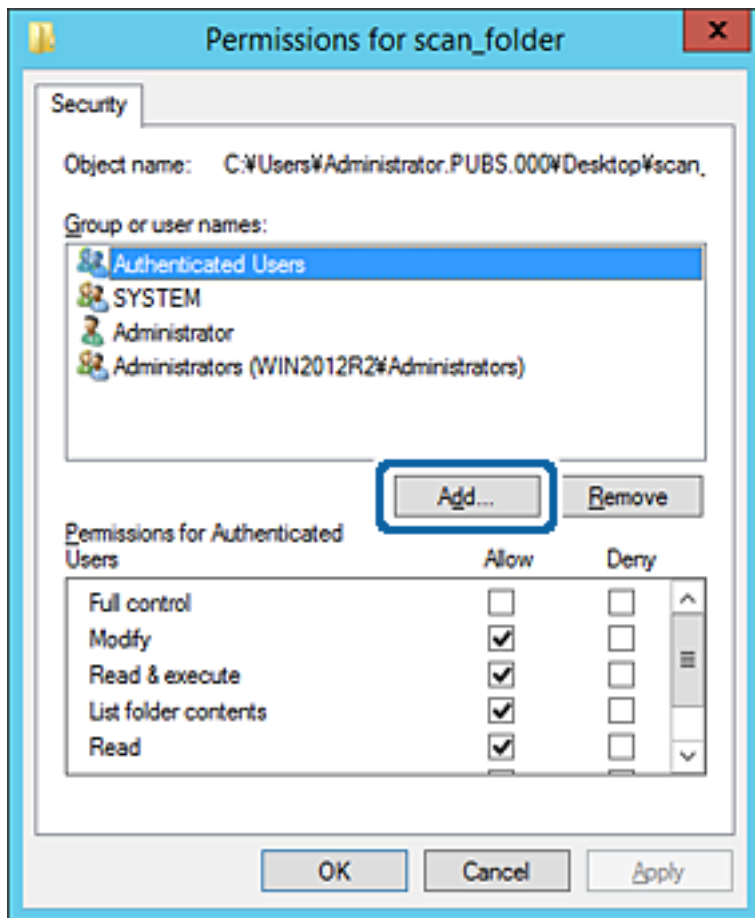 Permissions for scan_folder
Security
Object name: C:¥Users¥Administrator.PUBS.000¥Desktop¥scan_
Group or user names:
Authenticated Users
SYSTEM
Administrator
Administrators (WIN2012R2¥Administrators)
Add... Remove
Permissions for Authenticated
Users Allow Deny
Full control
Modify
Read & execute
List folder contents
Read
OK Cancel Apply